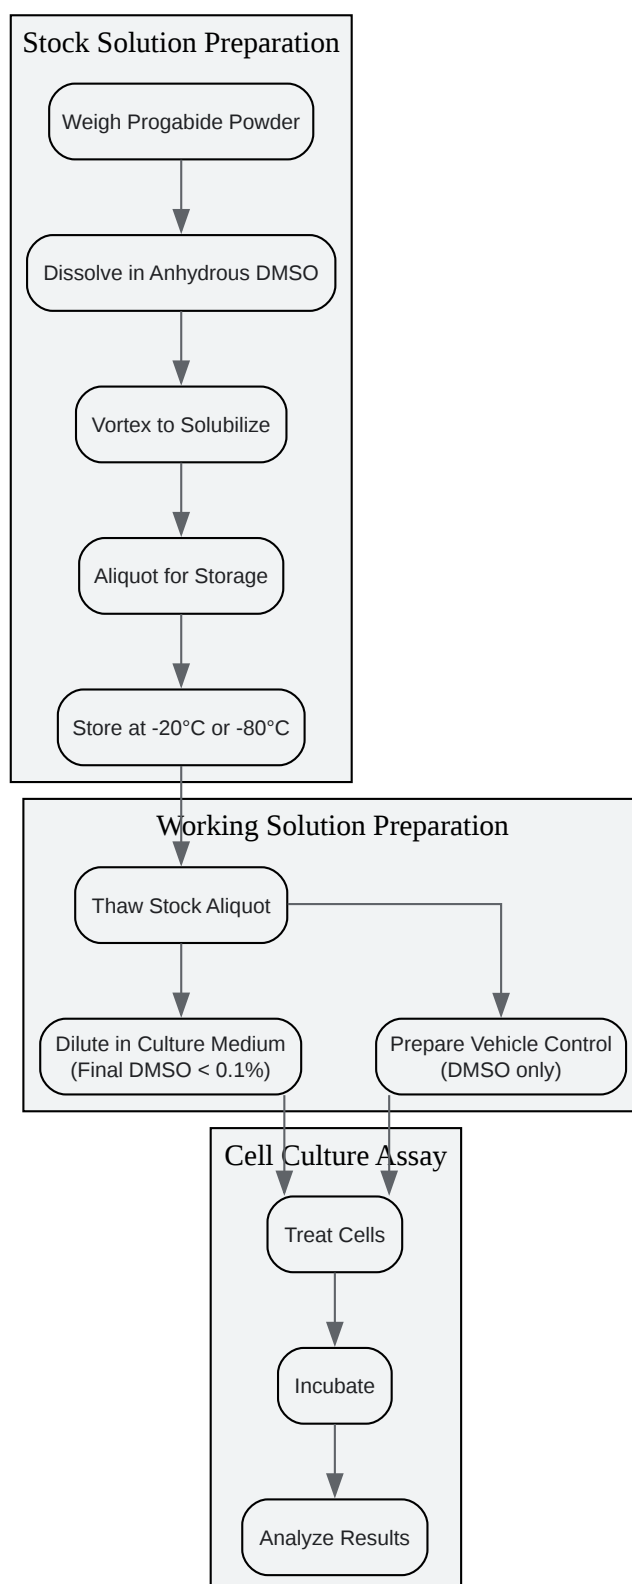 Stock Solution Preparation
Weigh Progabide Powder
Dissolve in Anhydrous DMSO
Vortex to Solubilize
Aliquot for Storage
Store at -20°C or -80°C
Working Solution Preparation
Thaw Stock Aliquot
Dilute in Culture Medium
(Final DMSO < 0.1%)
Prepare Vehicle Control
(DMSO only)
Cell Culture Assay
Treat Cells
Incubate
Analyze Results